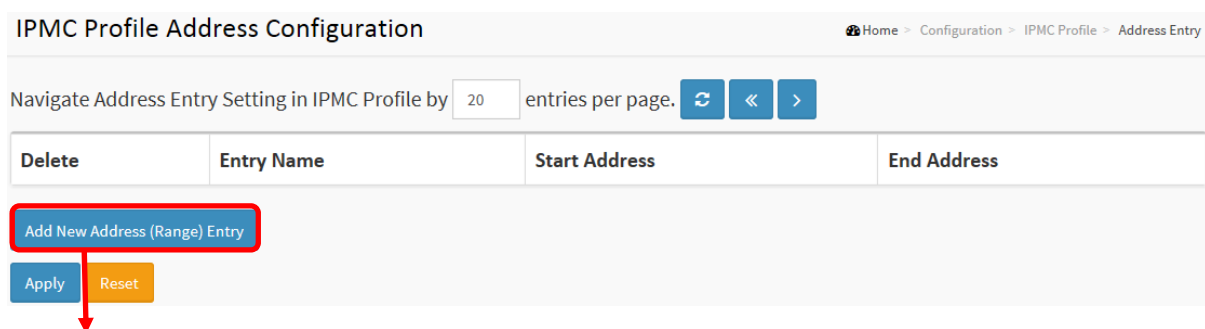 IPMC Profile Address Configuration
Home > Configuration > IPMC Profile > Address Entry
Navigate Address Entry Setting in IPMC Profile by 20 entries per page. « >
Delete Entry Name Start Address End Address
Add New Address (Range) Entry
Apply Reset